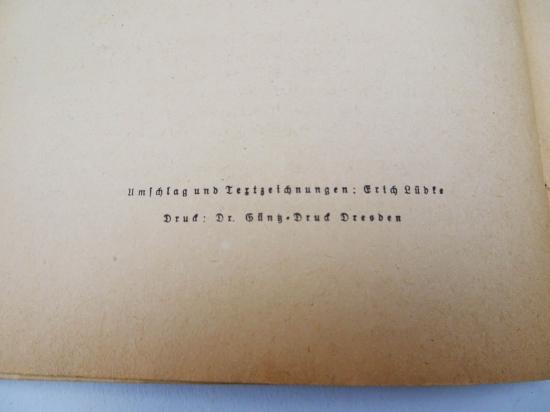 Umschlag und Textzeichnungen: Erich Lüdke
Druck: Dr. Güntz-Druck Dresden